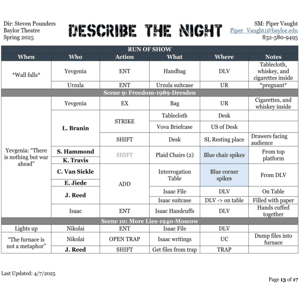 Dir: Steven Pounders
Baylor Theatre
Spring 2025
DESCRIBE THE NIGHT
SM: Piper Vaught
Piper_Vaught1@Baylor.edu
832-580-9495
RUN OF SHOW
When Who Action What Where Notes
*Wall falls* Yevgenia ENT Handbag DLV Tablecloth, whiskey, and cigarettes inside
Ursula ENT Ursula suitcase UR *pregnant*
Scene 9: Freedom-1989-Dresden
Yevgenia: "There is nothing but war ahead" Yevgenia EX Bag UR Cigarettes, and whiskey inside
L. Branin STRIKE Tablecloth Desk
Vova Briefcase US of Desk
SHIFT Desk SL Resting place Drawers facing audience
S. Hammond SHIFT Plaid Chairs (2) Blue chair spikes From top platform
K. Travis
C. Van Sickle ADD Interrogation Table Blue corner spikes From DLV
E. Jiede
J. Reed Isaac File DLV On Table
Isaac suitcase DLV -> on table Filled with paper
Isaac ENT Isaac Handcuffs DLV Hands cuffed together
Scene 10: More Lies-1940-Moscow
Lights up Nikolai ENT Isaac File DLV
"The furnace is not a metaphor" Nikolai OPEN TRAP Isaac writings UC Dump files into furnace
J. Reed SHIFT Get files from trap TRAP
Last Updated: 4/7/2025
Page 13 of 17